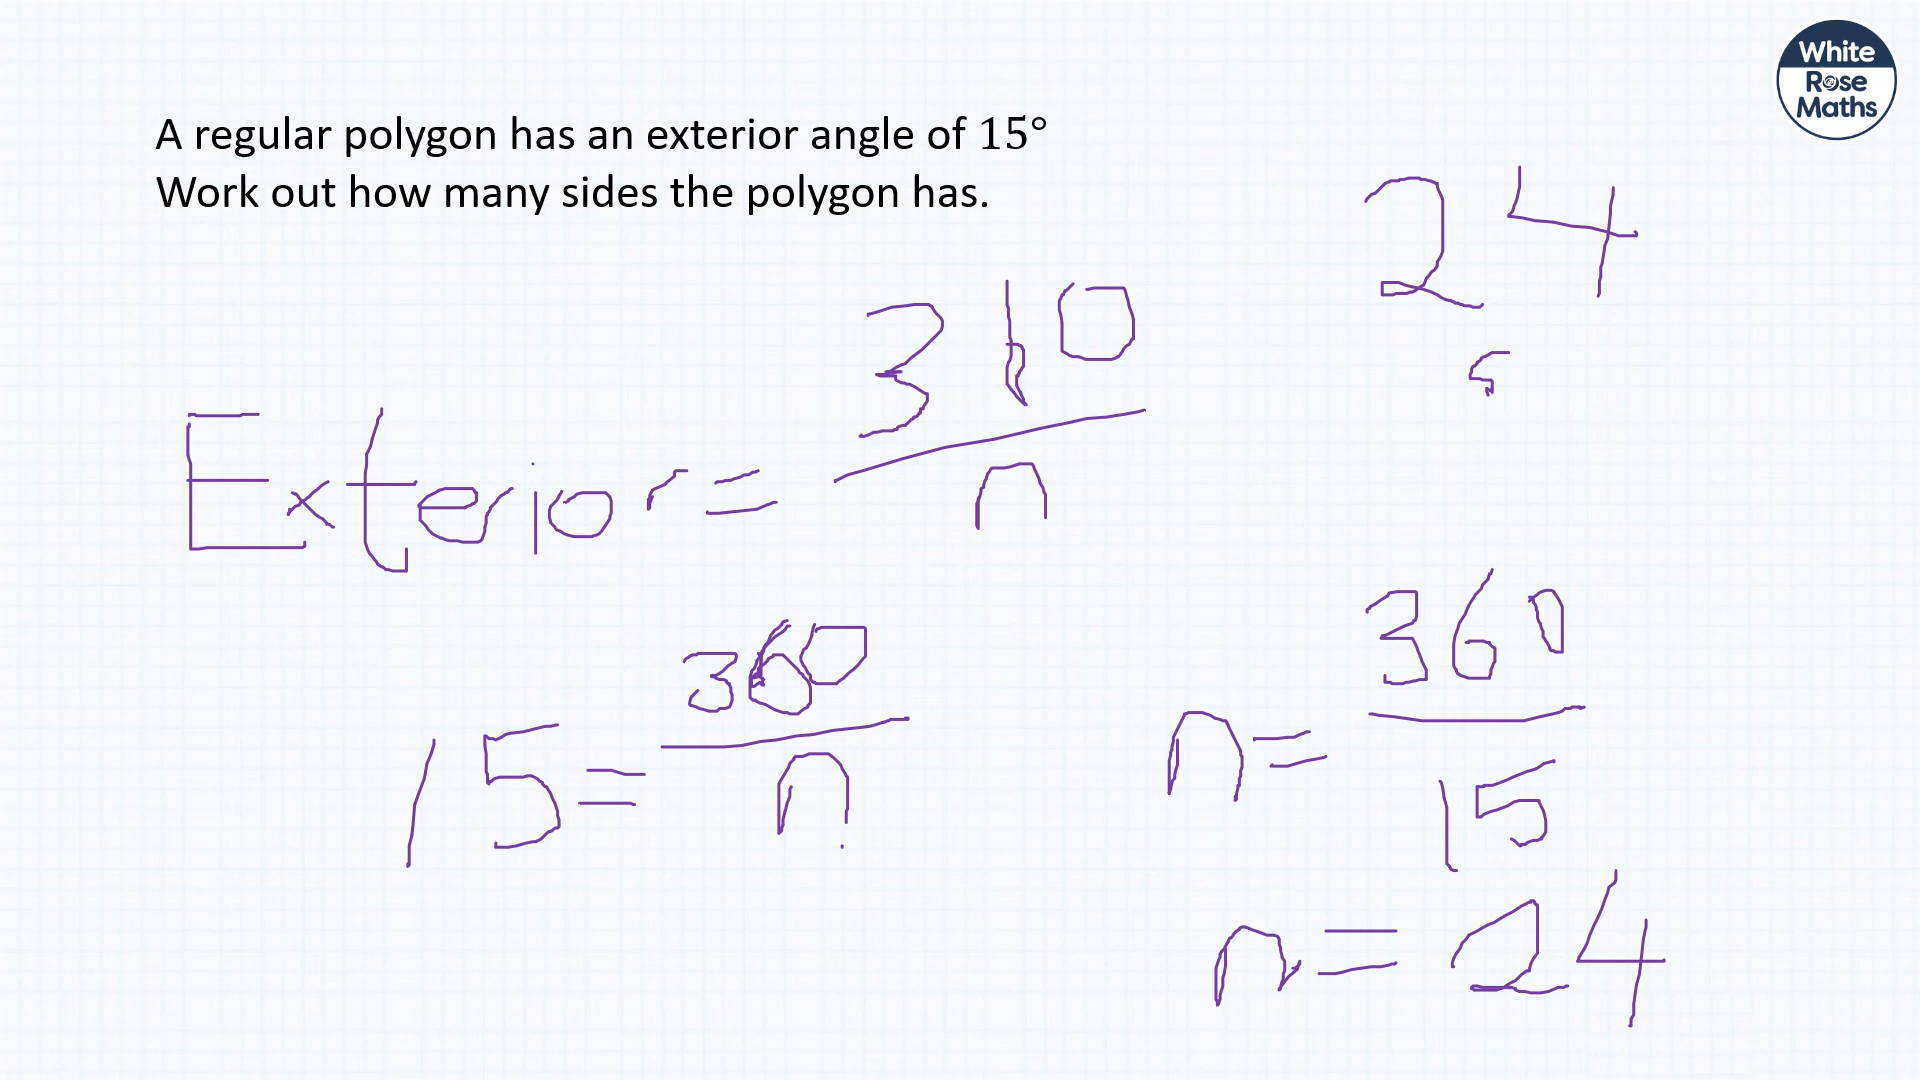 White
Rose
Maths
A regular polygon has an exterior angle of 15°
Work out how many sides the polygon has.
24
Exterior = 360/n
15 = 360/n
n = 360/15
n = 24